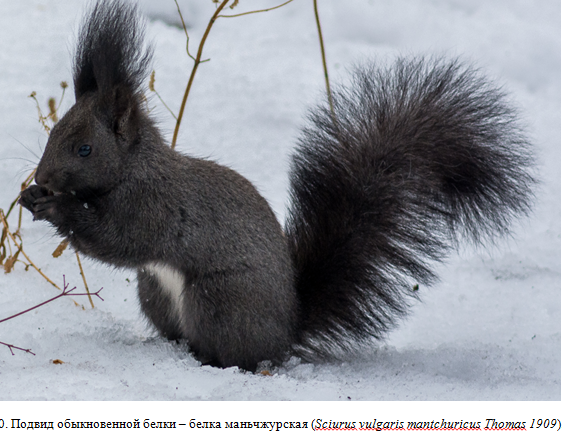 0. Подвид обыкновенной белки – белка маньчжурская (Sciurus vulgaris mantchuricus Thomas 1909)